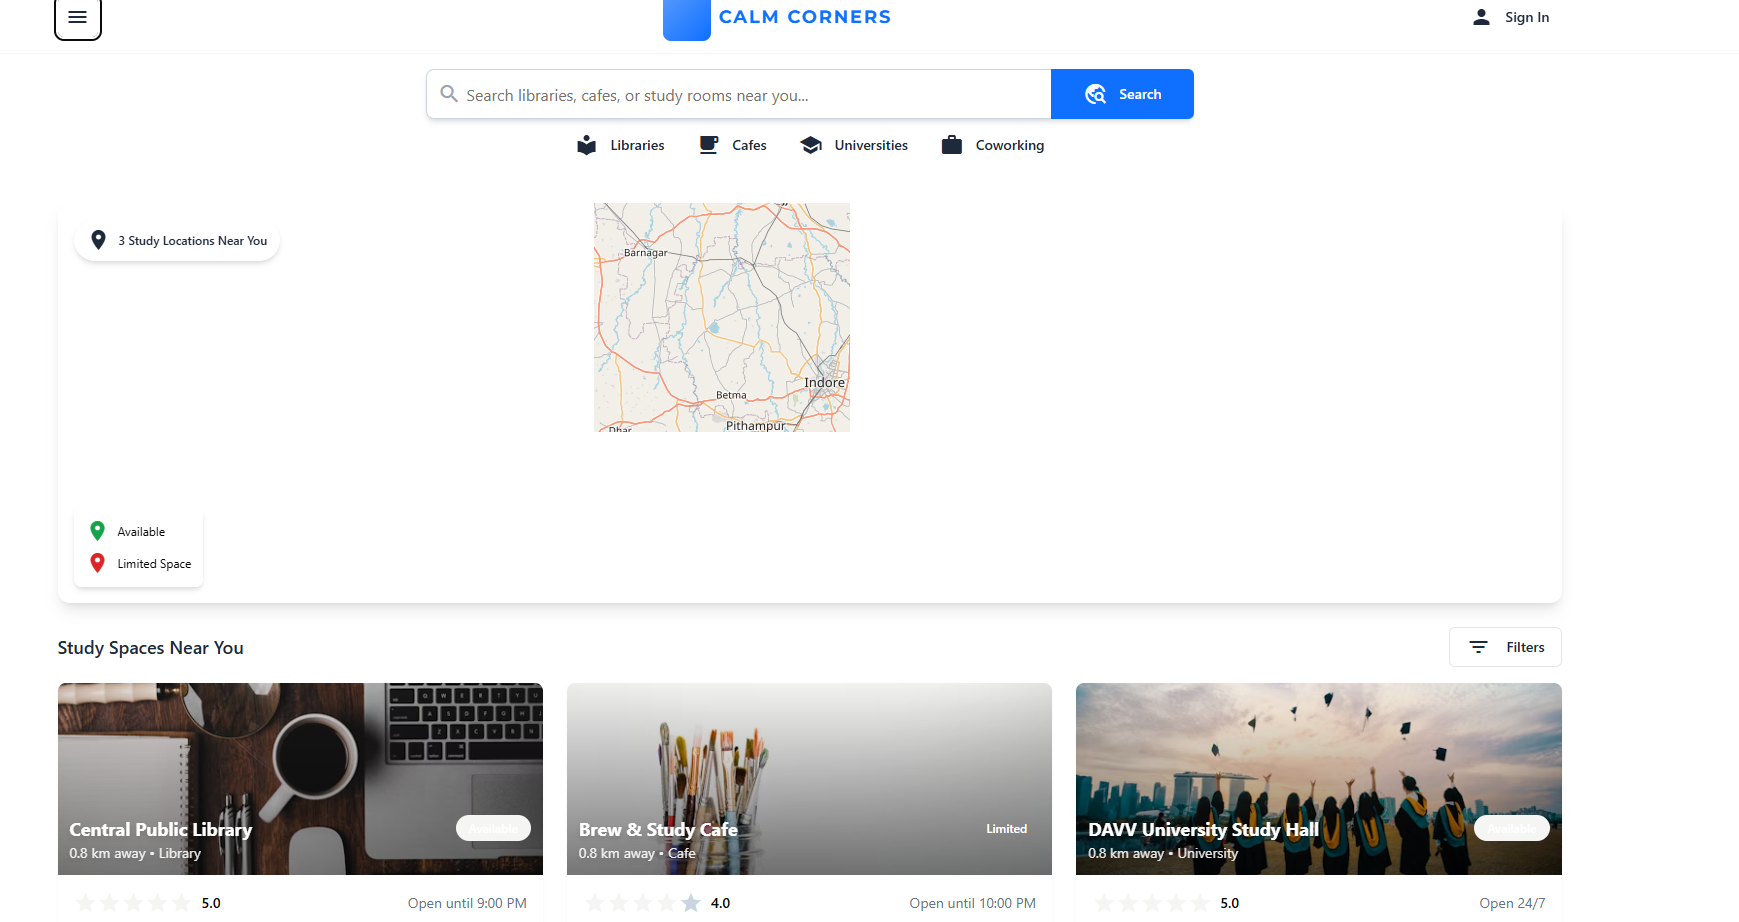 CALM CORNERS
Sign In
Search libraries, cafes, or study rooms near you...
Search
Libraries
Cafes
Universities
Coworking
3 Study Locations Near You
Barnagar
Indore
Betma
Pithampur
Dhar
Available
Limited Space
Study Spaces Near You
Filters
Central Public Library
Available
0.8 km away • Library
Brew & Study Cafe
Limited
0.8 km away • Cafe
DAVV University Study Hall
Available
0.8 km away • University
5.0
Open until 9:00 PM
4.0
Open until 10:00 PM
5.0
Open 24/7